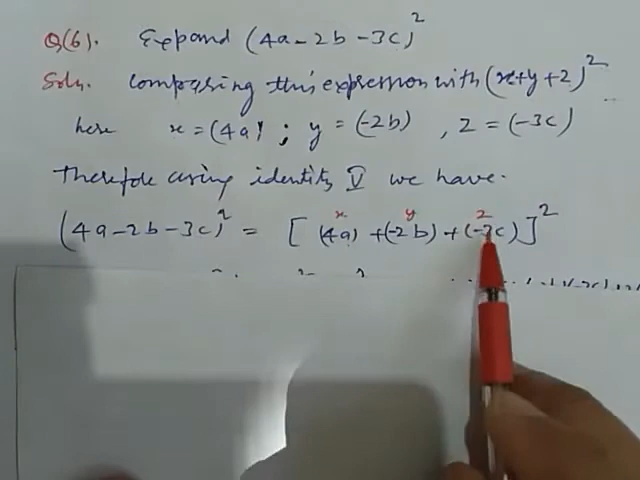 Q(6). Expand (4a-2b-3c)²
Soln. Comparing this expression with (x+y+z)²
here x = (4a) ; y = (-2b) , z = (-3c)
Therefore using identity V we have.
x y z
(4a-2b-3c)² = [ (4a) + (-2b) + (-3c) ]²